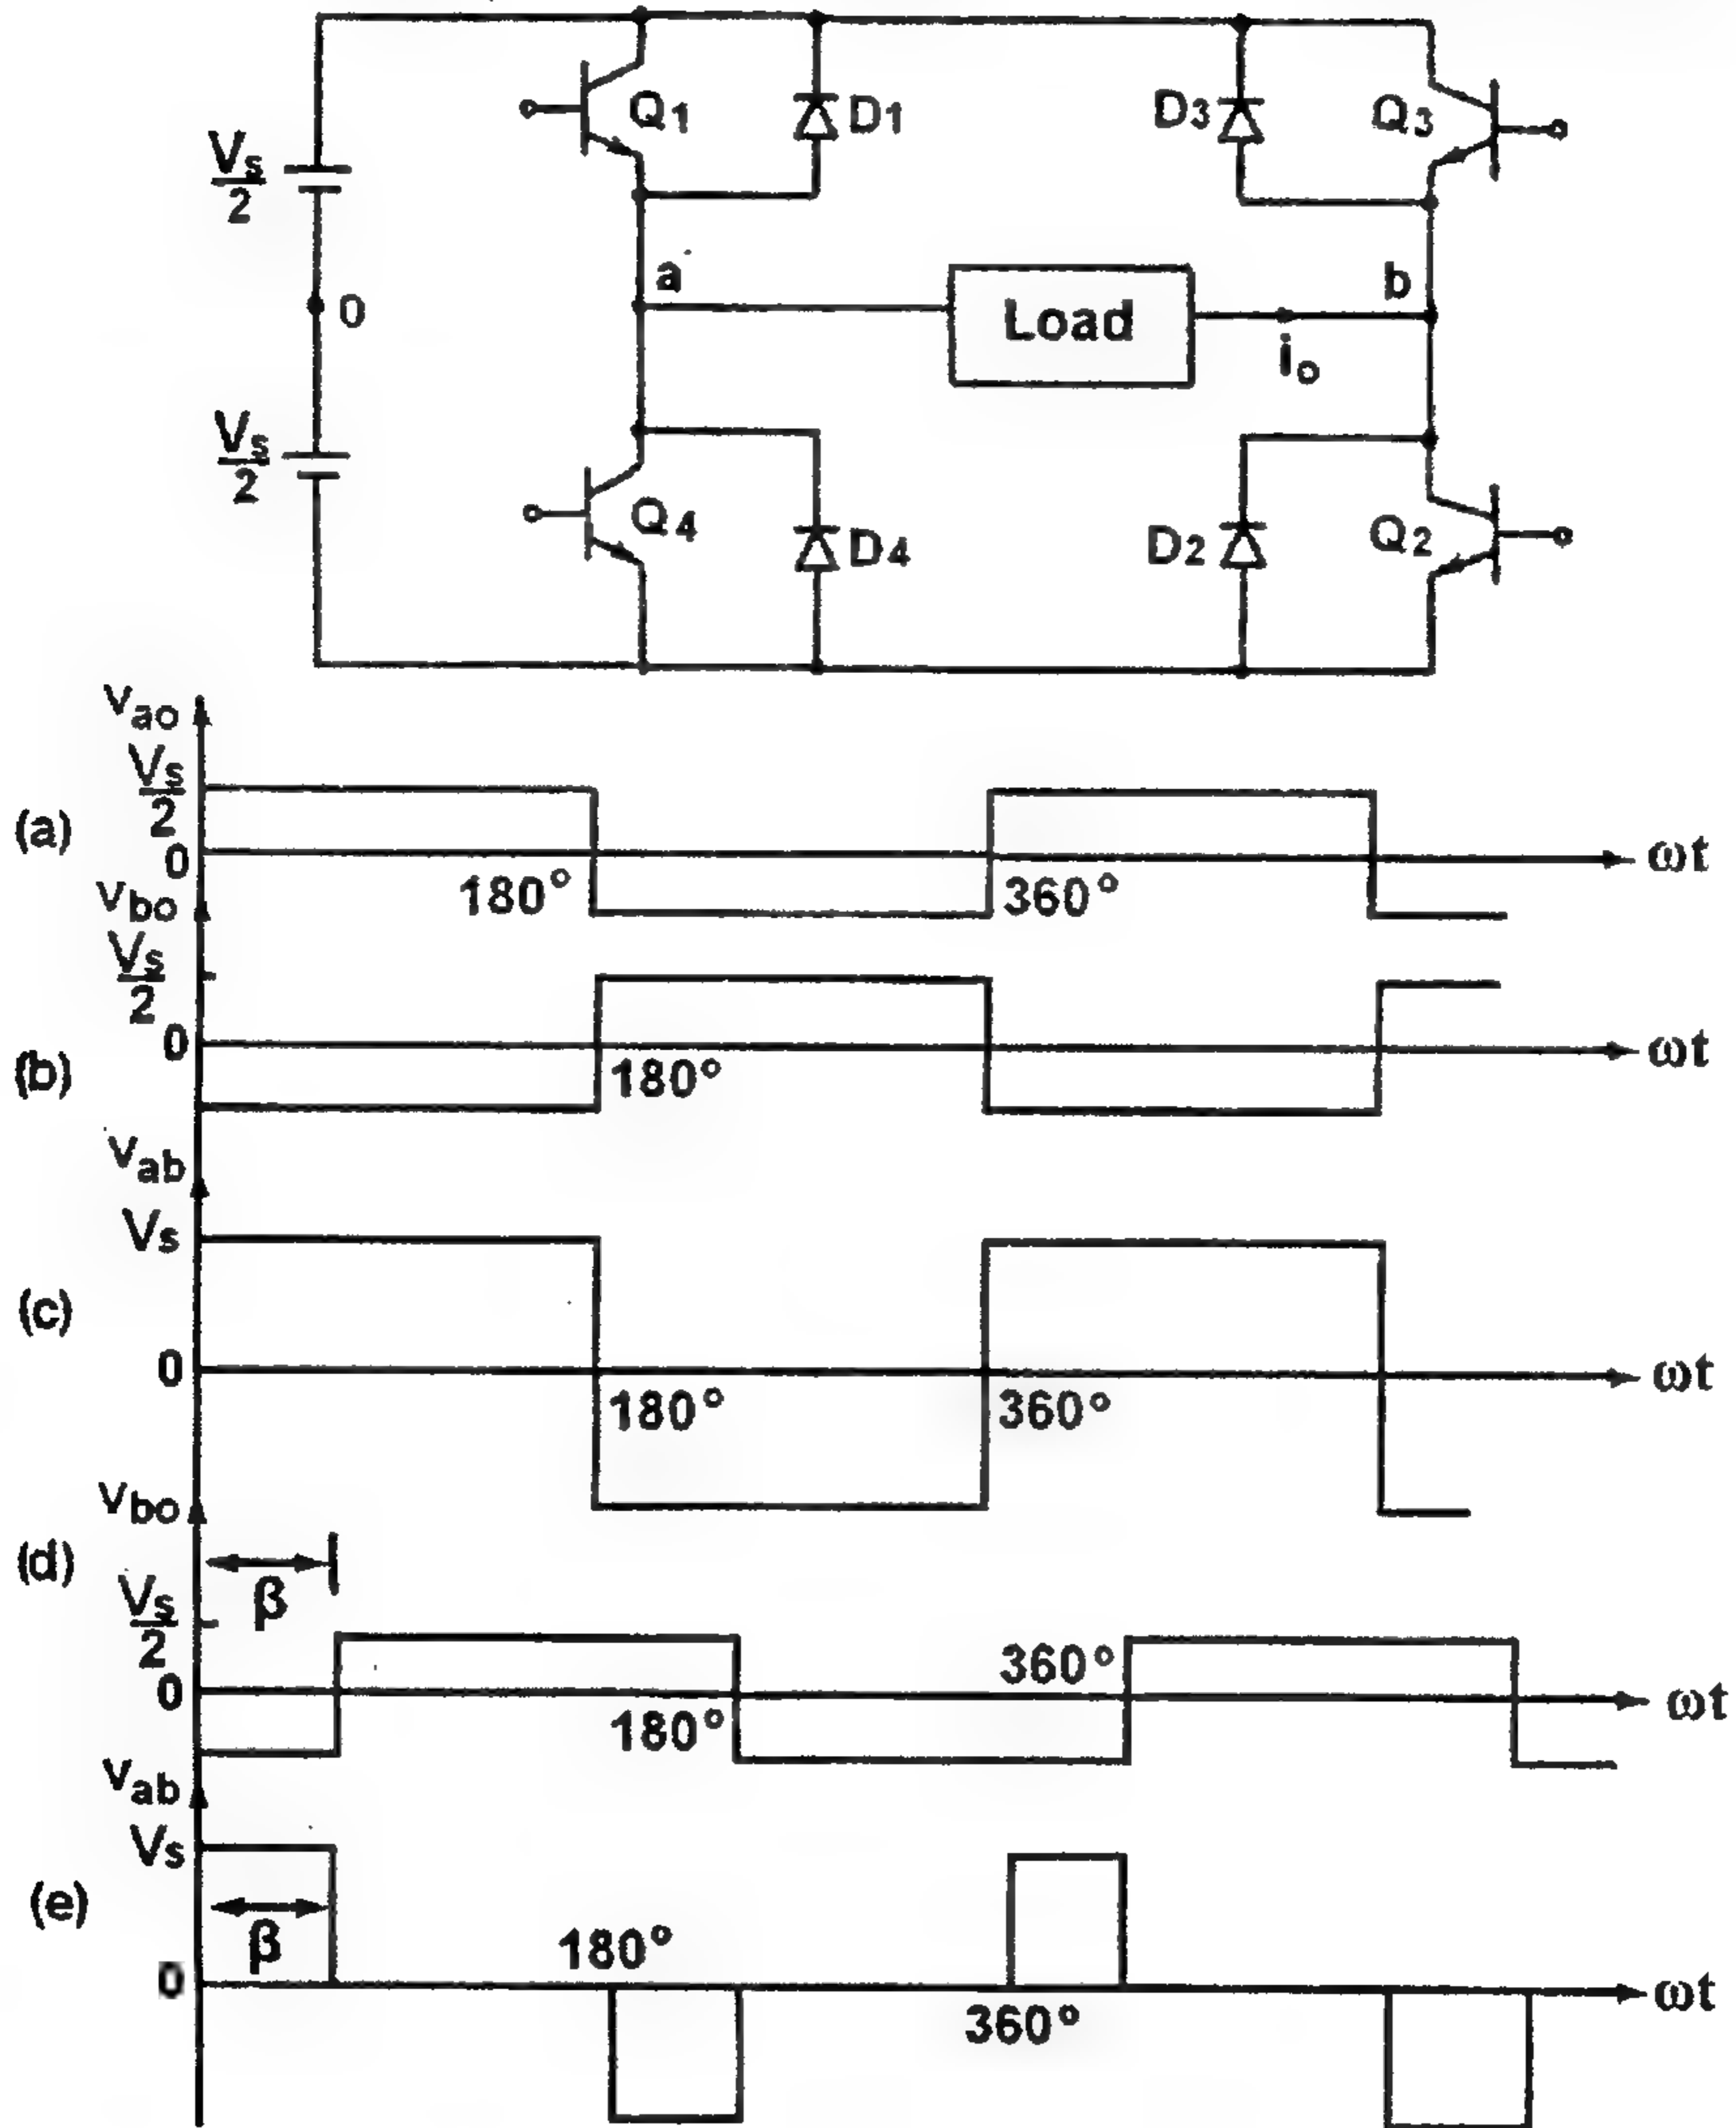 Q1 D1 D3 Q3
Vs/2
a b
0 Load
io
Vs/2
Q4 D4 D2 Q2
vao
Vs/2
(a)
0 ωt
180° 360°
vbo
Vs/2
0 ωt
(b) 180°
vab
Vs
(c)
0 ωt
180° 360°
vbo
(d)
β
Vs/2
360°
0 ωt
180°
vab
Vs
(e)
β 180°
0 ωt
360°